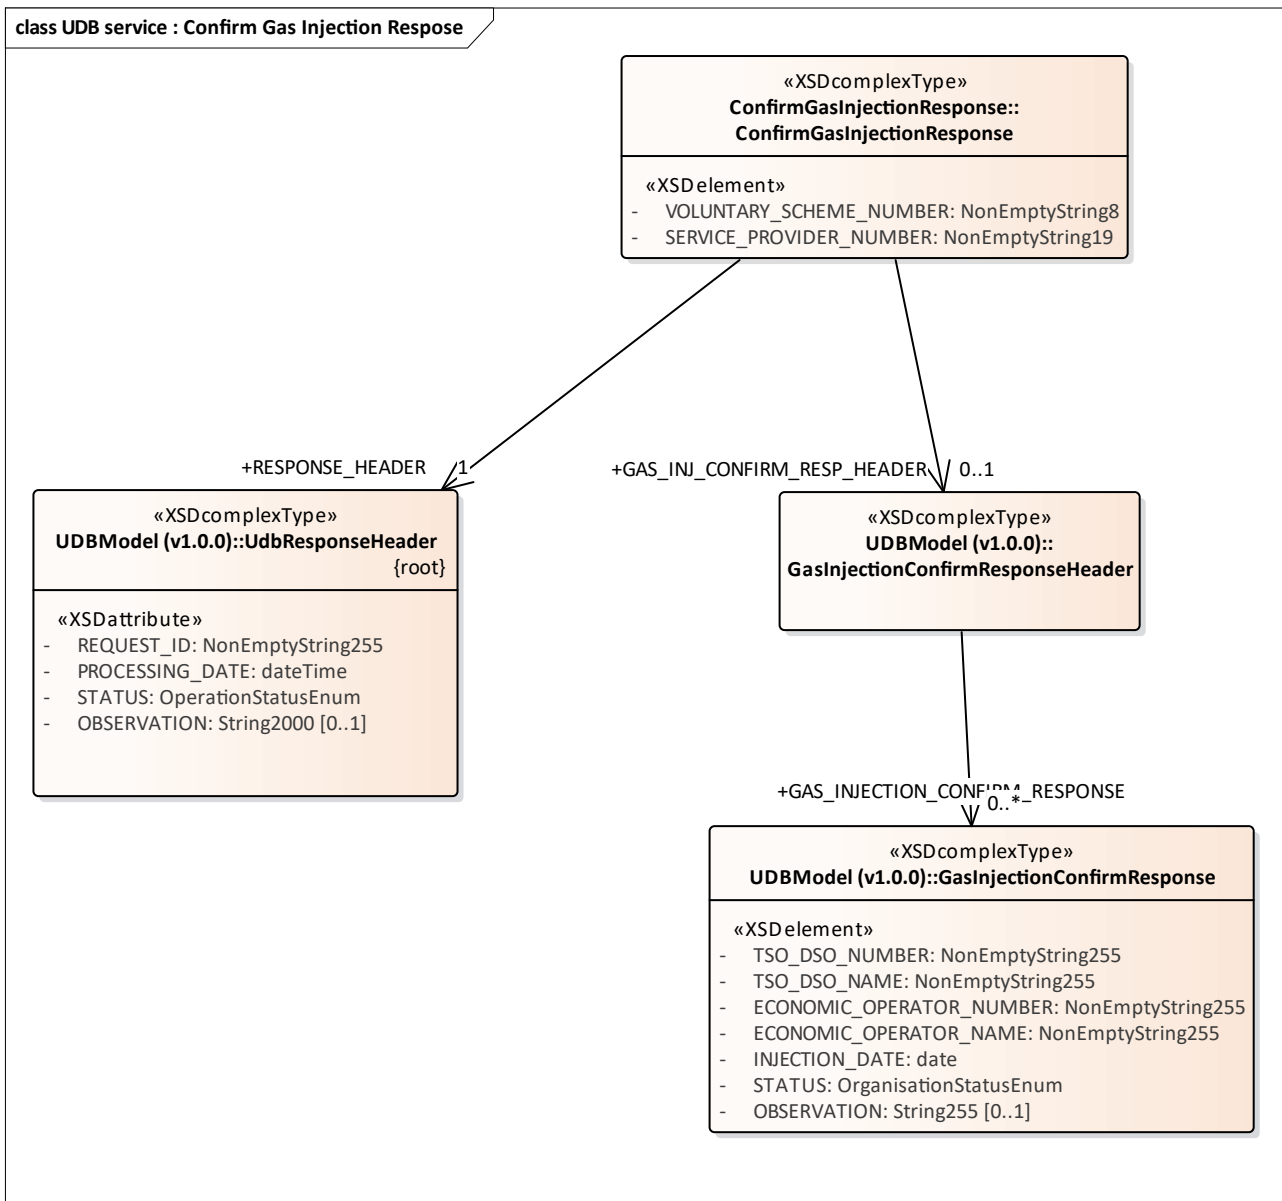 class UDB service : Confirm Gas Injection Respose
«XSDcomplexType»
ConfirmGasInjectionResponse::
ConfirmGasInjectionResponse
«XSDelement»
- VOLUNTARY_SCHEME_NUMBER: NonEmptyString8
- SERVICE_PROVIDER_NUMBER: NonEmptyString19
+RESPONSE_HEADER 1
+GAS_INJ_CONFIRM_RESP_HEADER 0..1
«XSDcomplexType»
UDBModel (v1.0.0)::UdbResponseHeader
{root}
«XSDattribute»
- REQUEST_ID: NonEmptyString255
- PROCESSING_DATE: dateTime
- STATUS: OperationStatusEnum
- OBSERVATION: String2000 [0..1]
«XSDcomplexType»
UDBModel (v1.0.0)::
GasInjectionConfirmResponseHeader
+GAS_INJECTION_CONFIRM_RESPONSE
0..*
«XSDcomplexType»
UDBModel (v1.0.0)::GasInjectionConfirmResponse
«XSDelement»
- TSO_DSO_NUMBER: NonEmptyString255
- TSO_DSO_NAME: NonEmptyString255
- ECONOMIC_OPERATOR_NUMBER: NonEmptyString255
- ECONOMIC_OPERATOR_NAME: NonEmptyString255
- INJECTION_DATE: date
- STATUS: OrganisationStatusEnum
- OBSERVATION: String255 [0..1]